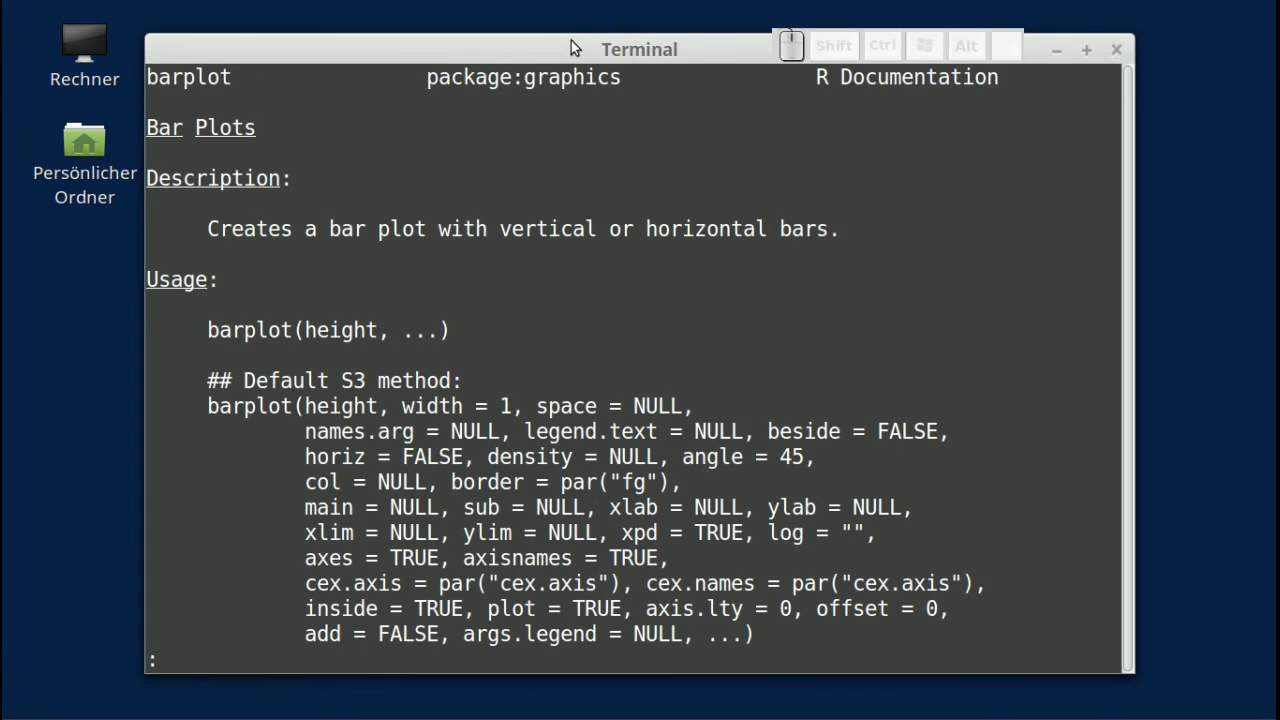 Rechner
Persönlicher
Ordner
Terminal
Shift Ctrl Alt
barplot package:graphics R Documentation
Bar Plots
Description:
Creates a bar plot with vertical or horizontal bars.
Usage:
barplot(height, ...)
## Default S3 method:
barplot(height, width = 1, space = NULL,
names.arg = NULL, legend.text = NULL, beside = FALSE,
horiz = FALSE, density = NULL, angle = 45,
col = NULL, border = par("fg"),
main = NULL, sub = NULL, xlab = NULL, ylab = NULL,
xlim = NULL, ylim = NULL, xpd = TRUE, log = "",
axes = TRUE, axisnames = TRUE,
cex.axis = par("cex.axis"), cex.names = par("cex.axis"),
inside = TRUE, plot = TRUE, axis.lty = 0, offset = 0,
add = FALSE, args.legend = NULL, ...)
: